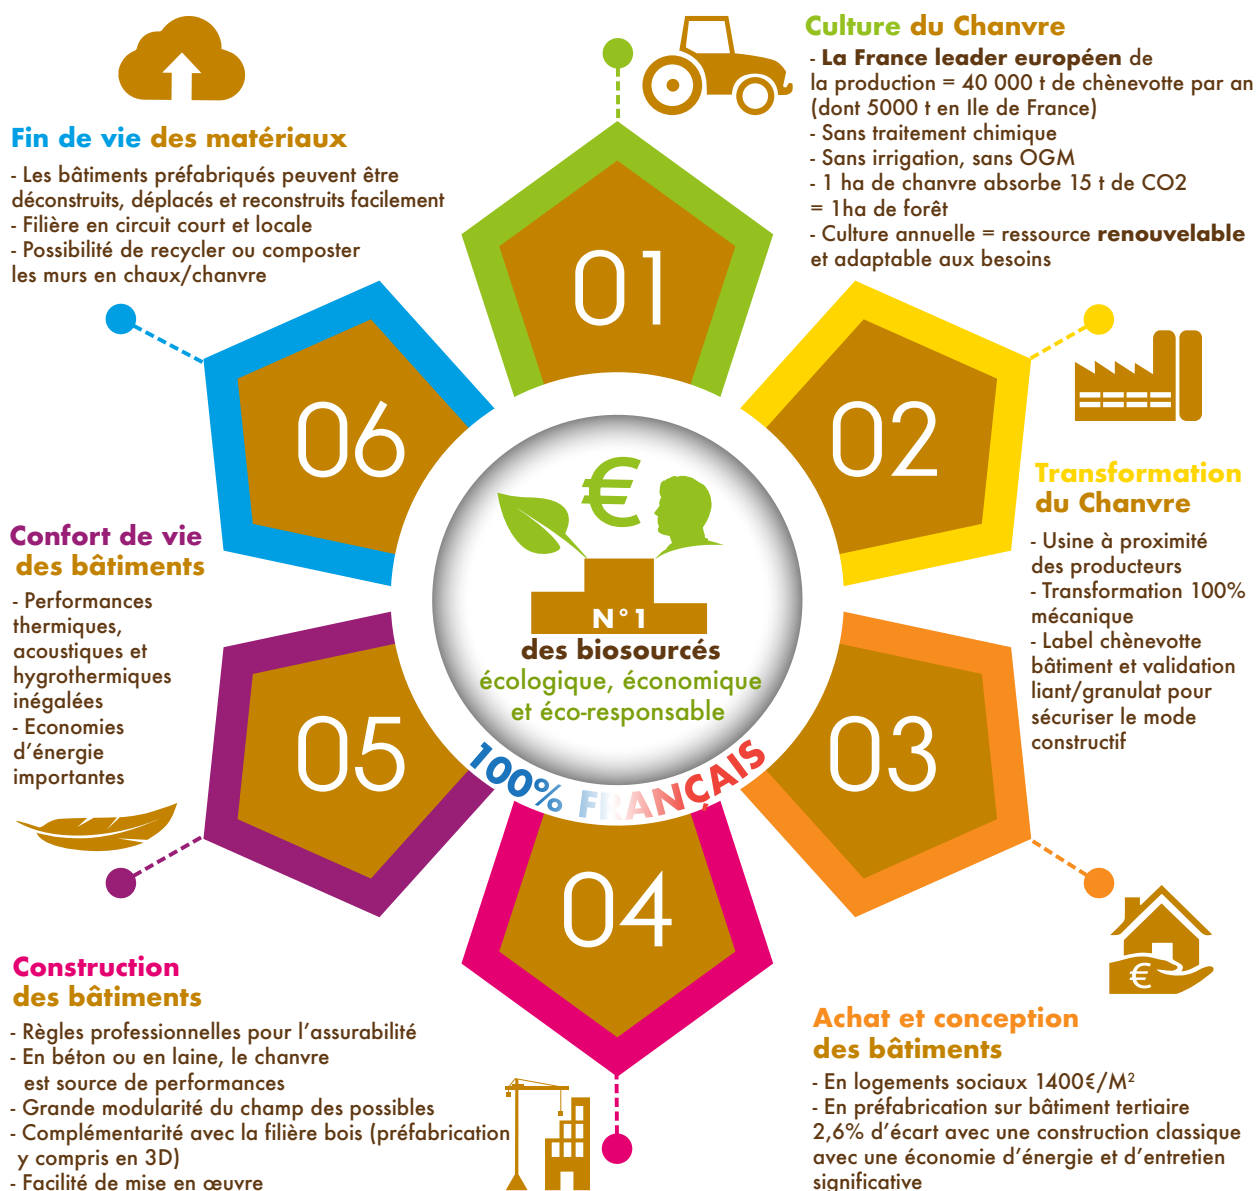 Culture du Chanvre
- La France leader européen de
la production = 40 000 t de chènevotte par an
(dont 5000 t en Ile de France)
- Sans traitement chimique
- Sans irrigation, sans OGM
- 1 ha de chanvre absorbe 15 t de CO2
= 1ha de forêt
- Culture annuelle = ressource renouvelable
et adaptable aux besoins
01
02
Transformation
du Chanvre
- Usine à proximité
des producteurs
- Transformation 100%
mécanique
- Label chènevotte
bâtiment et validation
liant/granulat pour
sécuriser le mode
constructif
03
Achat et conception
des bâtiments
- En logements sociaux 1400€/M²
- En préfabrication sur bâtiment tertiaire
2,6% d'écart avec une construction classique
avec une économie d'énergie et d'entretien
significative
04
Construction
des bâtiments
- Règles professionnelles pour l'assurabilité
- En béton ou en laine, le chanvre
est source de performances
- Grande modularité du champ des possibles
- Complémentarité avec la filière bois (préfabrication
y compris en 3D)
- Facilité de mise en œuvre
05
Confort de vie
des bâtiments
- Performances
thermiques,
acoustiques et
hygrothermiques
inégalées
- Economies
d'énergie
importantes
06
Fin de vie des matériaux
- Les bâtiments préfabriqués peuvent être
déconstruits, déplacés et reconstruits facilement
- Filière en circuit court et locale
- Possibilité de recycler ou composter
les murs en chaux/chanvre
€
N°1
des biosourcés
écologique, économique
et éco-responsable
100% FRANÇAIS
€